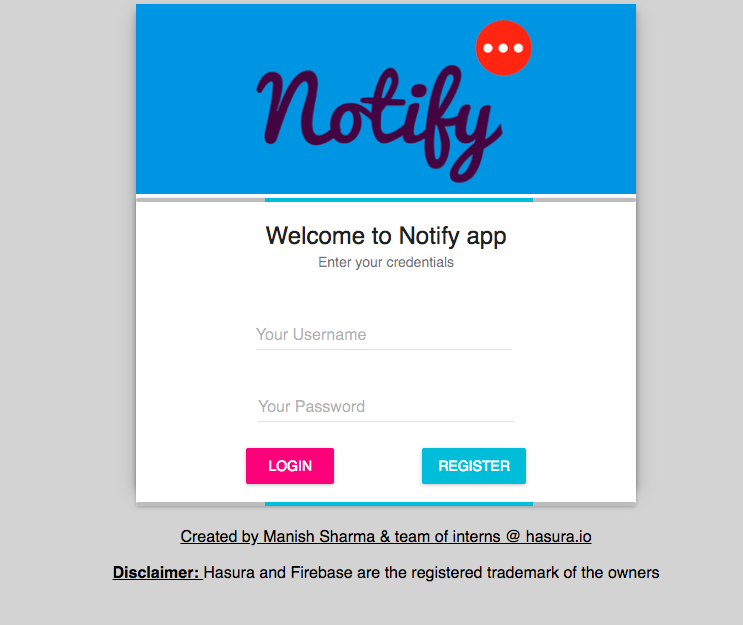 Notify
Welcome to Notify app
Enter your credentials
Your Username
Your Password
LOGIN
REGISTER
Created by Manish Sharma & team of interns @ hasura.io
Disclaimer: Hasura and Firebase are the registered trademark of the owners